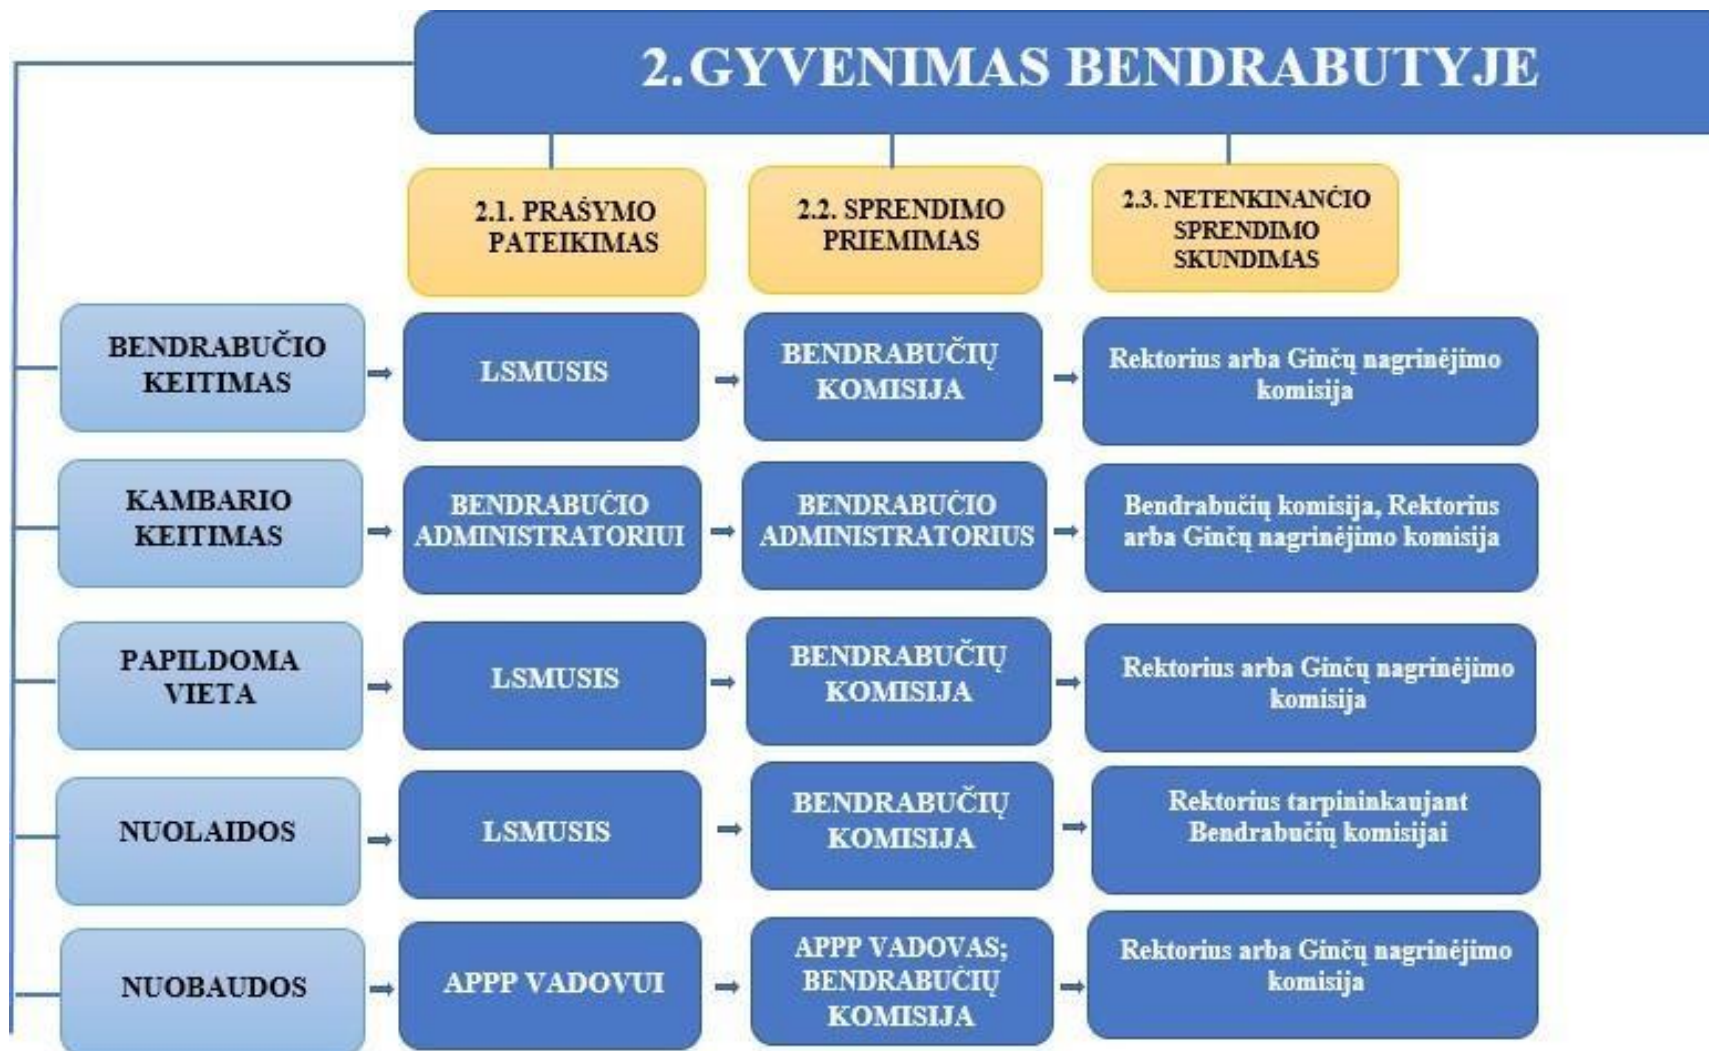 2. GYVENIMAS BENDRABUTYJE
2.1. PRAŠYMO
PATEIKIMAS
2.2. SPRENDIMO
PRIEMIMAS
2.3. NETENKINANČIO
SPRENDIMO
SKUNDIMAS
BENDRABUČIO
KEITIMAS
LSMUSIS
BENDRABUČIŲ
KOMISIJA
Rektorius arba Ginčų nagrinėjimo
komisija
KAMBARIO
KEITIMAS
BENDRABUČIO
ADMINISTRATORIUI
BENDRABUČIO
ADMINISTRATORIUS
Bendrabučių komisija, Rektorius
arba Ginčų nagrinėjimo komisija
PAPILDOMA
VIETA
LSMUSIS
BENDRABUČIŲ
KOMISIJA
Rektorius arba Ginčų nagrinėjimo
komisija
NUOLAIDOS
LSMUSIS
BENDRABUČIŲ
KOMISIJA
Rektorius tarpininkaujant
Bendrabučių komisijai
NUOBAUDOS
APPP VADOVUI
APPP VADOVAS;
BENDRABUČIŲ
KOMISIJA
Rektorius arba Ginčų nagrinėjimo
komisija